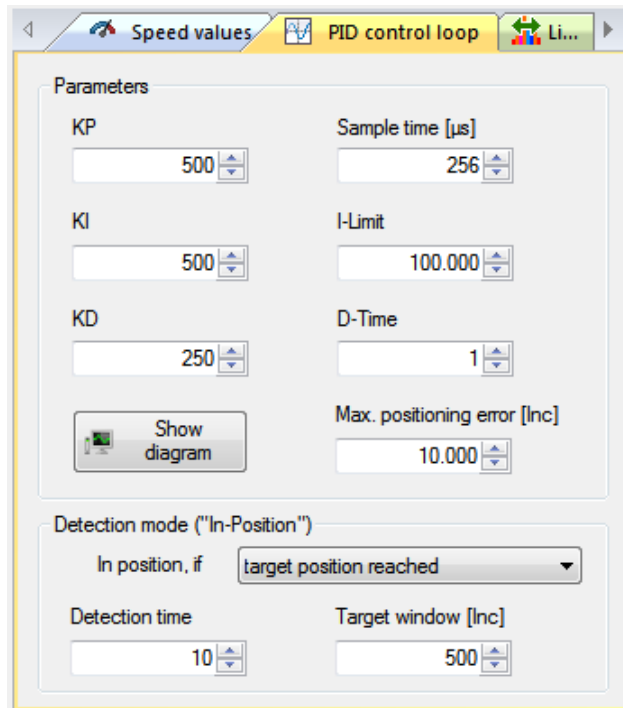 Speed values PID control loop Li...
Parameters
KP Sample time [µs]
500 256
KI I-Limit
500 100.000
KD D-Time
250 1
Show
diagram
Max. positioning error [Inc]
10.000
Detection mode ("In-Position")
In position, if target position reached
Detection time Target window [Inc]
10 500